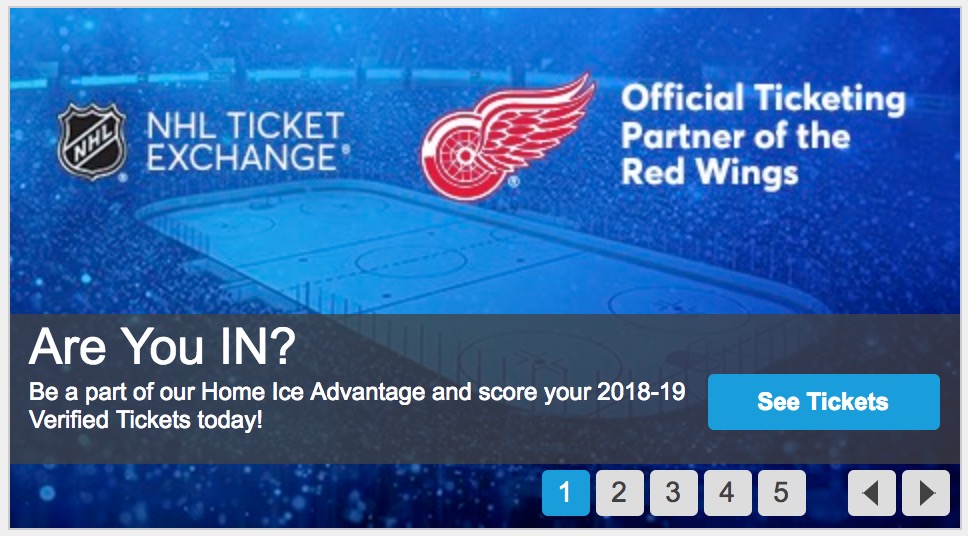 NHL
NHL TICKET
EXCHANGE®
®
®
Official Ticketing
Partner of the
Red Wings
Are You IN?
Be a part of our Home Ice Advantage and score your 2018-19
Verified Tickets today!
See Tickets
1 2 3 4 5